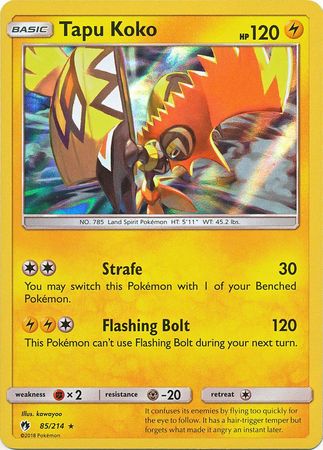 BASIC Tapu Koko HP 120
NO. 785 Land Spirit Pokémon HT: 5'11" WT: 45.2 lbs.
Strafe 30
You may switch this Pokémon with 1 of your Benched
Pokémon.
Flashing Bolt 120
This Pokémon can't use Flashing Bolt during your next turn.
weakness × 2 resistance -20 retreat
Illus. kawayoo
85/214 ★
©2018 Pokémon
It confuses its enemies by flying too quickly for
the eye to follow. It has a hair-trigger temper but
forgets what made it angry an instant later.